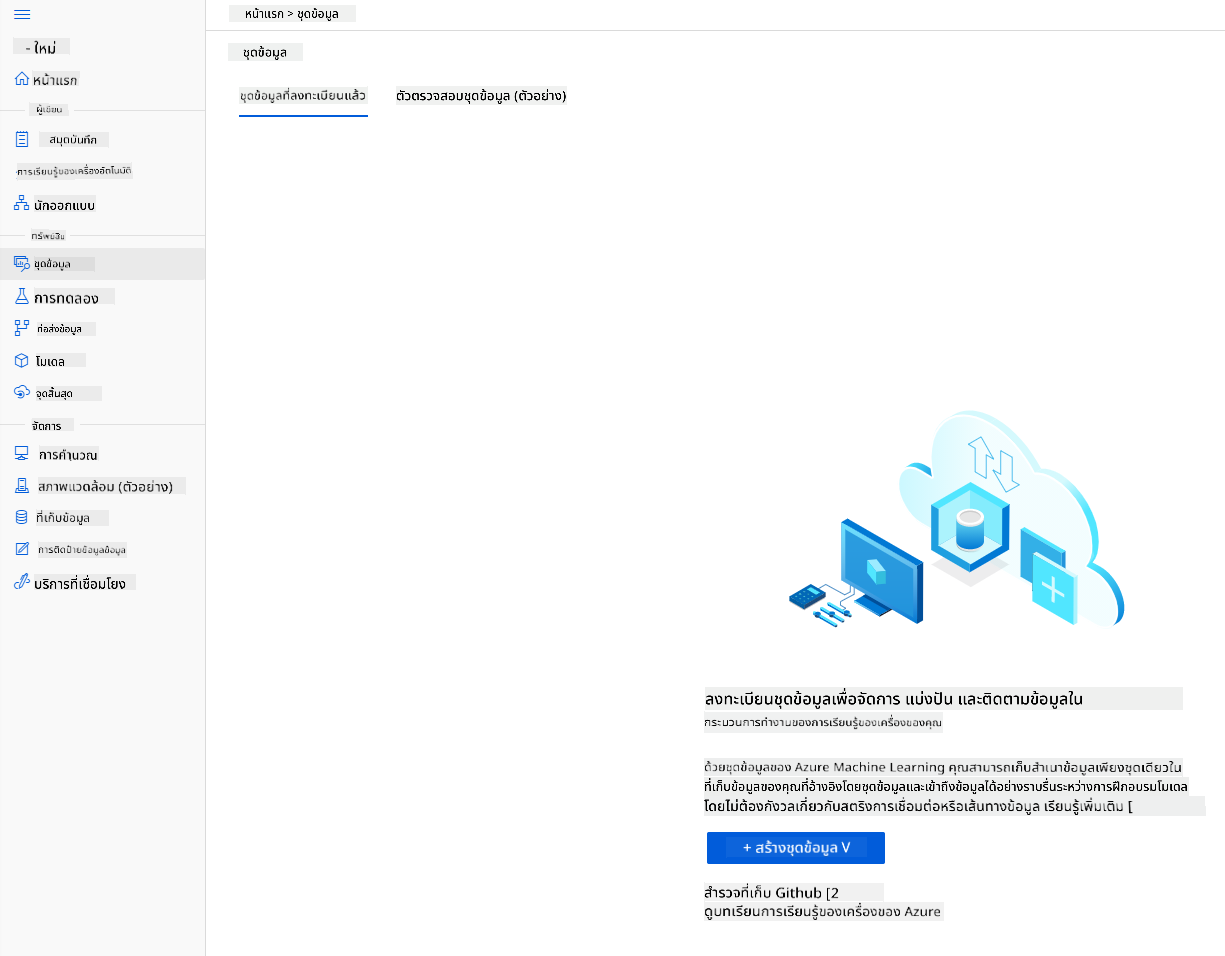 หน้าแรก > ชุดข้อมูล
- ใหม่
หน้าแรก
ผู้เขียน
สมุดบันทึก
การเรียนรู้ของเครื่องอัตโนมัติ
นักออกแบบ
ทรัพย์สิน
ชุดข้อมูล
การทดลอง
ท่อส่งข้อมูล
โมเดล
จุดสิ้นสุด
จัดการ
การคำนวณ
สภาพแวดล้อม (ตัวอย่าง)
ที่เก็บข้อมูล
การติดป้ายข้อมูลข้อมูล
บริการที่เชื่อมโยง
ชุดข้อมูล
ชุดข้อมูลที่ลงทะเบียนแล้ว
ตัวตรวจสอบชุดข้อมูล (ตัวอย่าง)
ลงทะเบียนชุดข้อมูลเพื่อจัดการ แบ่งปัน และติดตามข้อมูลใน
กระบวนการทำงานของการเรียนรู้ของเครื่องของคุณ
ด้วยชุดข้อมูลของ Azure Machine Learning คุณสามารถเก็บสำเนาข้อมูลเพียงชุดเดียวใน
ที่เก็บข้อมูลของคุณที่อ้างอิงโดยชุดข้อมูลและเข้าถึงข้อมูลได้อย่างราบรื่นระหว่างการฝึกอบรมโมเดล
โดยไม่ต้องกังวลเกี่ยวกับสตริงการเชื่อมต่อหรือเส้นทางข้อมูล เรียนรู้เพิ่มเติม [
+ สร้างชุดข้อมูล V
สำรวจที่เก็บ Github [2
ดูบทเรียนการเรียนรู้ของเครื่องของ Azure